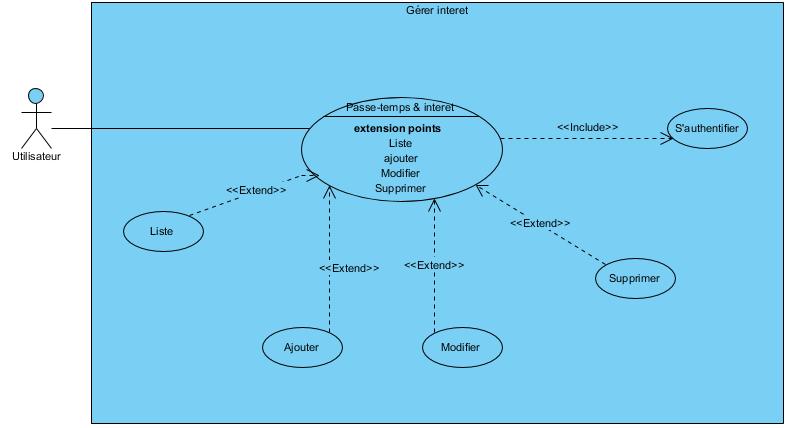 Gérer interet
Passe-temps & interet
extension points
Liste
ajouter
Modifier
Supprimer
<<Include>>
S'authentifier
Utilisateur
<<Extend>>
Liste
<<Extend>>
Supprimer
<<Extend>>
<<Extend>>
Ajouter
Modifier